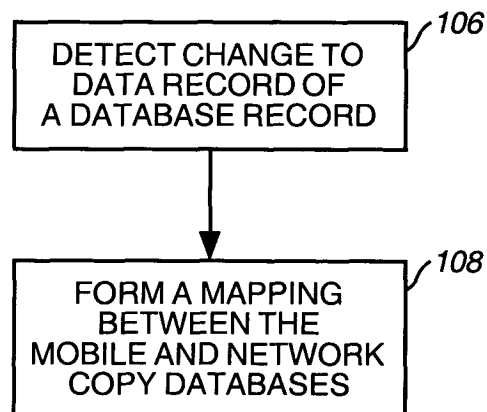 106
DETECT CHANGE TO
DATA RECORD OF
A DATABASE RECORD
108
FORM A MAPPING
BETWEEN THE
MOBILE AND NETWORK
COPY DATABASES